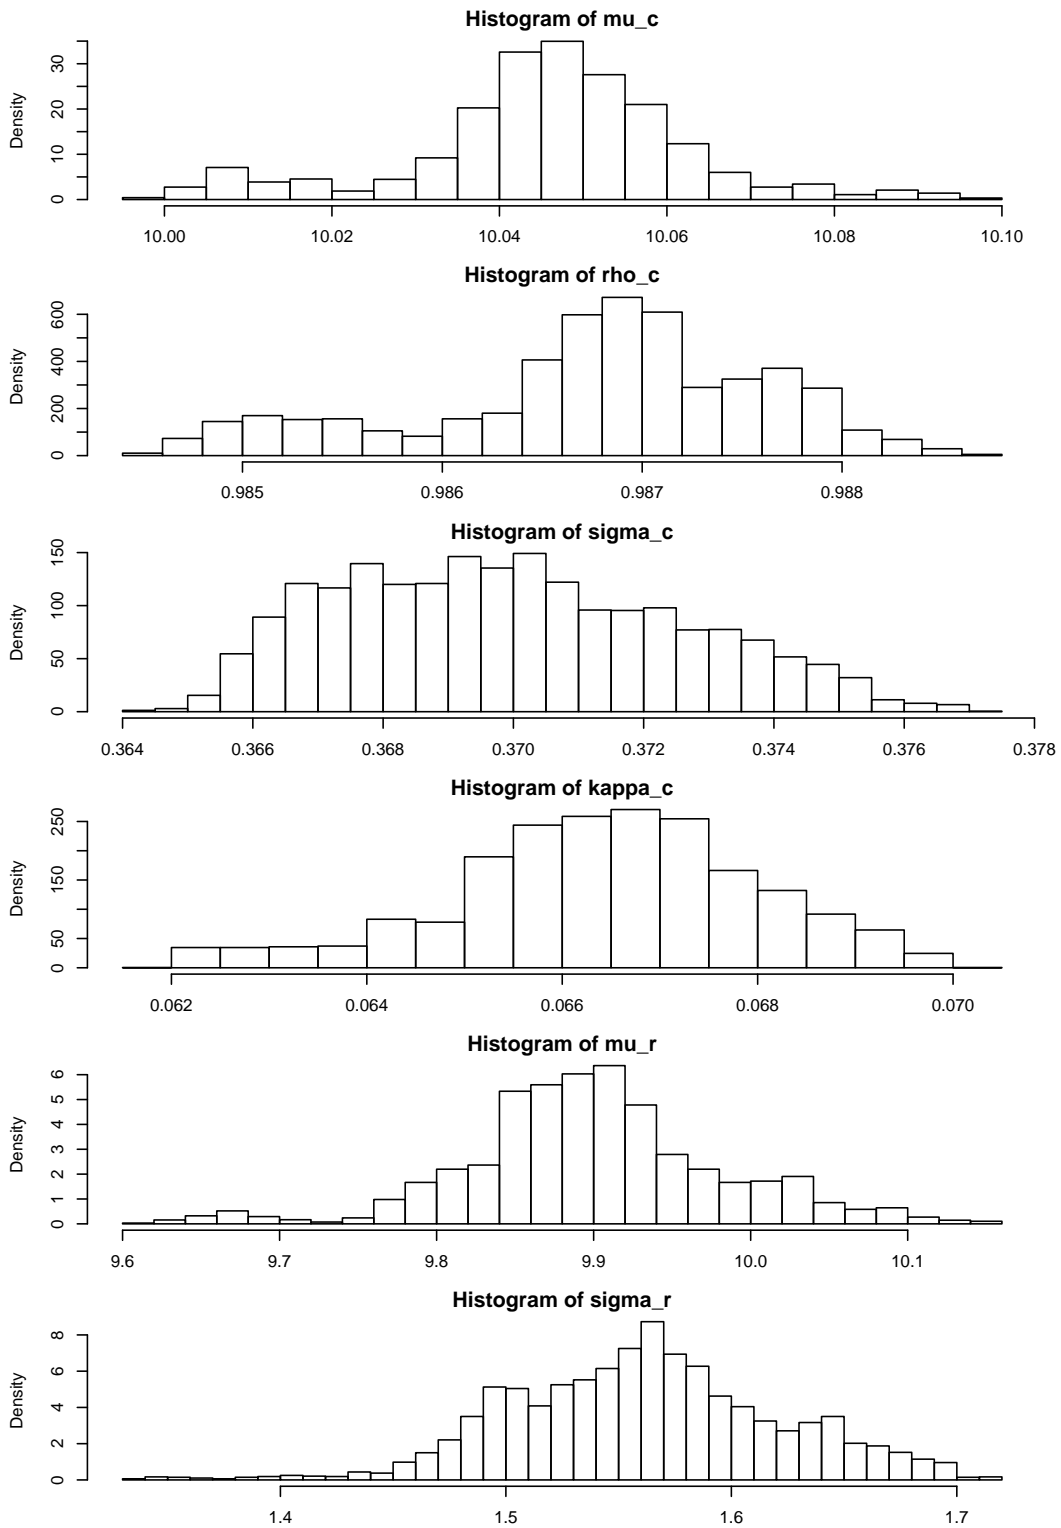 Histogram of mu_c
Density
0 10 20 30
10.00 10.02 10.04 10.06 10.08 10.10
Histogram of rho_c
Density
0 200 400 600
0.985 0.986 0.987 0.988
Histogram of sigma_c
Density
0 50 100 150
0.364 0.366 0.368 0.370 0.372 0.374 0.376 0.378
Histogram of kappa_c
Density
0 50 150 250
0.062 0.064 0.066 0.068 0.070
Histogram of mu_r
Density
0 1 2 3 4 5 6
9.6 9.7 9.8 9.9 10.0 10.1
Histogram of sigma_r
Density
0 2 4 6 8
1.4 1.5 1.6 1.7